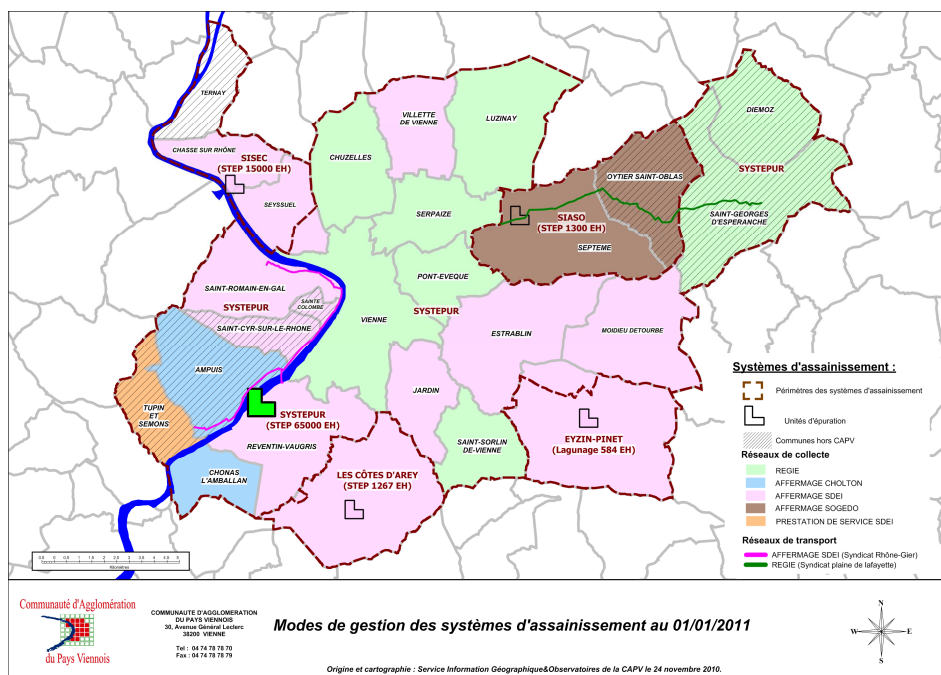 TERNAY
CHASSE SUR RHÔNE
SISEC
(STEP 15000 EH)
SEYSSUEL
CHUZELLES
VILLETTE
DE VIENNE
LUZINAY
SERPAIZE
PONT-EVEQUE
DIEMOZ
SYSTEPUR
OYTIER SAINT-OBLAS
SAINT-GEORGES
D'ESPERANCHE
SIASO
(STEP 1300 EH)
SEPTEME
SAINT-ROMAIN-EN-GAL
SYSTEPUR
SAINTE
COLOMBE
SAINT-CYR-SUR-LE-RHONE
VIENNE
SYSTEPUR
ESTRABLIN
MOIDIEU DETOURBE
AMPUIS
JARDIN
TUPIN
ET
SEMONS
SYSTEPUR
(STEP 65000 EH)
REVENTIN-VAUGRIS
SAINT-SORLIN
DE-VIENNE
EYZIN-PINET
(Lagunage 584 EH)
CHONAS
L'AMBALLAN
LES CÔTES D'AREY
(STEP 1267 EH)
Systèmes d'assainissement :
Périmètres des systèmes d'assainissement
Unités d'épuration
Communes hors CAPV
Réseaux de collecte
REGIE
AFFERMAGE CHOLTON
AFFERMAGE SDEI
AFFERMAGE SOGEDO
PRESTATION DE SERVICE SDEI
Réseaux de transport
AFFERMAGE SDEI (Syndicat Rhône-Gier)
REGIE (Syndicat plaine de lafayette)
Kilomètres
Communauté d'Agglomération
du Pays Viennois
COMMUNAUTE D'AGGLOMERATION
DU PAYS VIENNOIS
30, Avenue Général Leclerc
38200 VIENNE
Tel : 04 74 78 78 70
Fax : 04 74 78 78 79
Modes de gestion des systèmes d'assainissement au 01/01/2011
Origine et cartographie : Service Information Géographique&Observatoires de la CAPV le 24 novembre 2010.
N
W
E
S